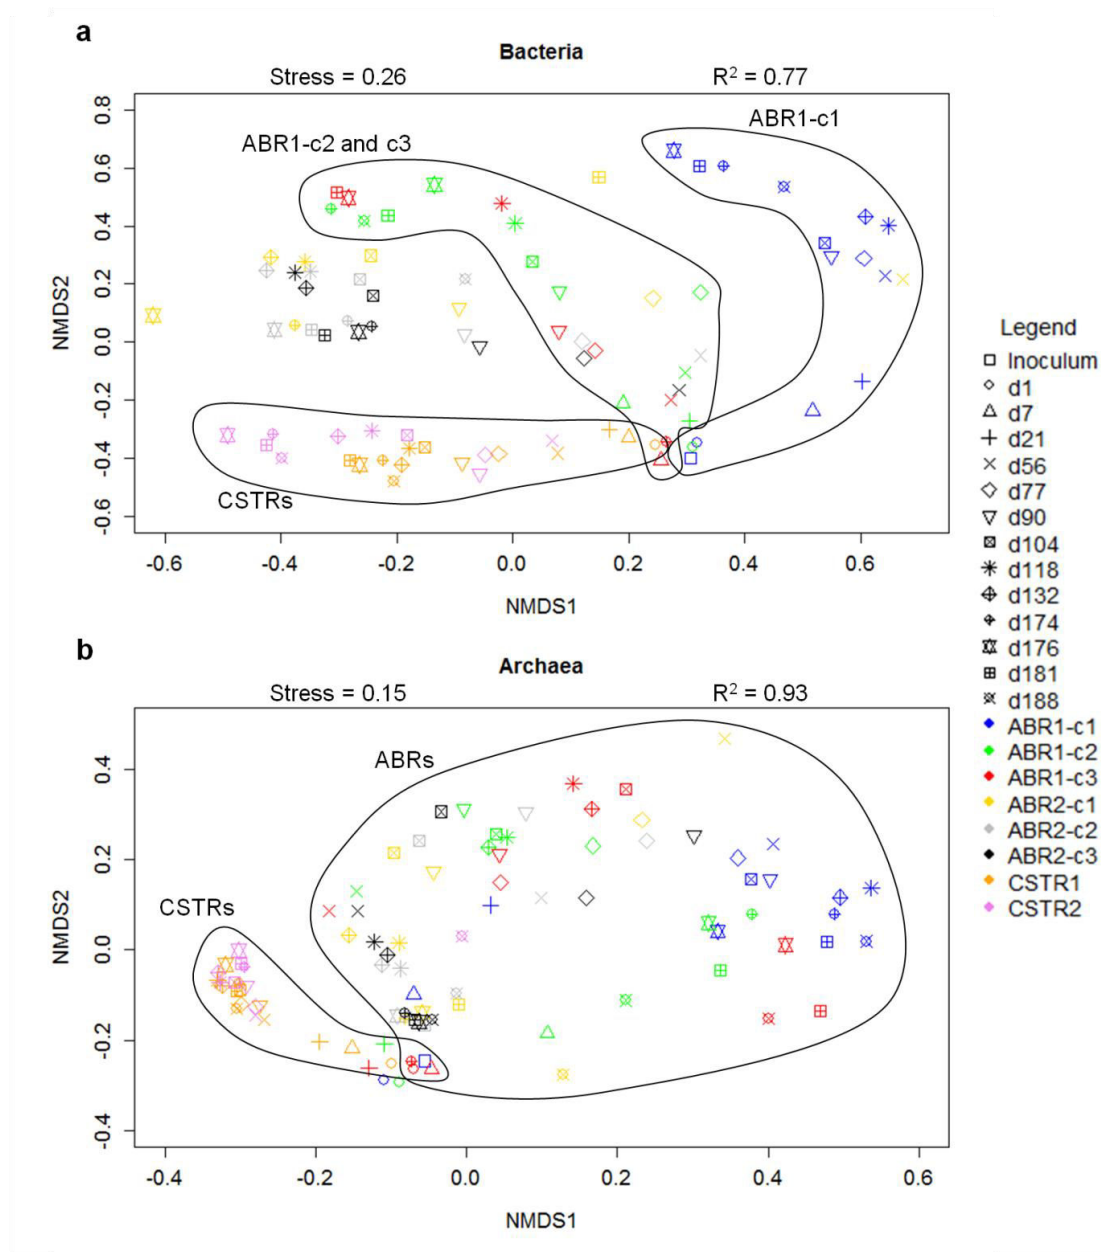 a
Bacteria
Stress = 0.26
R² = 0.77
ABR1-c1
ABR1-c2 and c3
CSTRs
0.8
0.6
0.4
0.2
0.0
-0.2
-0.4
-0.6
NMDS2
-0.6 -0.4 -0.2 0.0 0.2 0.4 0.6
NMDS1
b
Archaea
Stress = 0.15
R² = 0.93
ABRs
CSTRs
0.4
0.2
0.0
-0.2
-0.4
NMDS2
-0.4 -0.2 0.0 0.2 0.4 0.6
NMDS1
Legend
Inoculum
d1
d7
d21
d56
d77
d90
d104
d118
d132
d174
d176
d181
d188
ABR1-c1
ABR1-c2
ABR1-c3
ABR2-c1
ABR2-c2
ABR2-c3
CSTR1
CSTR2